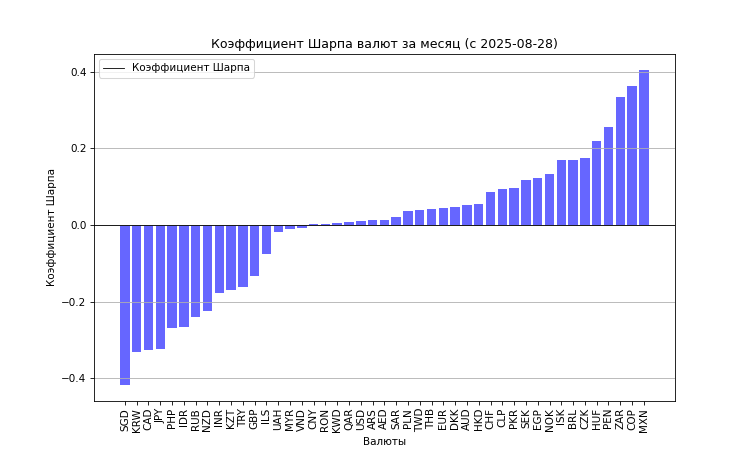 Коэффициент Шарпа валют за месяц (с 2025-08-28)
Коэффициент Шарпа
0.4
0.2
0.0
−0.2
−0.4
Коэффициент Шарпа
SGD KRW CAD JPY PHP IDR RUB NZD INR KZT TRY GBP ILS UAH MYR VND CNY RON KWD QAR USD ARS AED SAR PLN TWD THB EUR DKK AUD HKD CHF CLP PKR SEK EGP NOK ISK BRL CZK HUF PEN ZAR COP MXN
Валюты